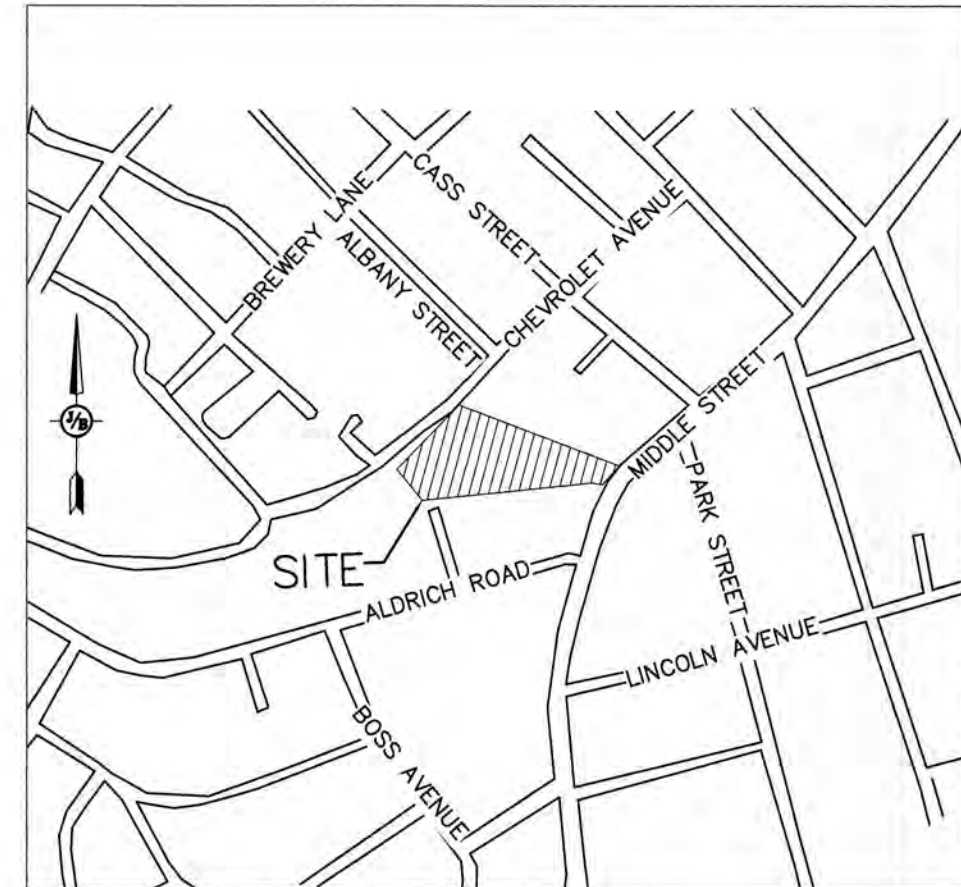 CASS STREET
BREWERY LANE
ALBANY STREET
CHEVROLET AVENUE
J/B
MIDDLE STREET
PARK STREET
SITE
ALDRICH ROAD
LINCOLN AVENUE
BOSS AVENUE